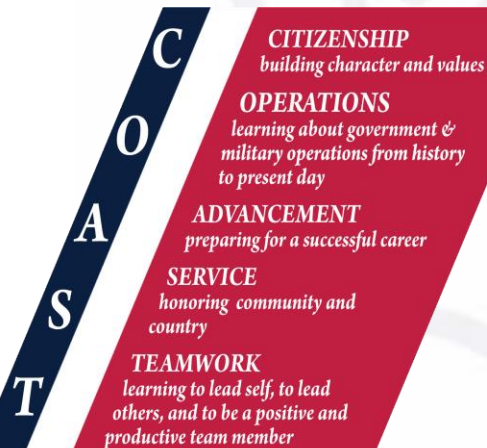 C
CITIZENSHIP
building character and values
O
OPERATIONS
learning about government &
military operations from history
to present day
A
ADVANCEMENT
preparing for a successful career
S
SERVICE
honoring community and
country
T
TEAMWORK
learning to lead self, to lead
others, and to be a positive and
productive team member